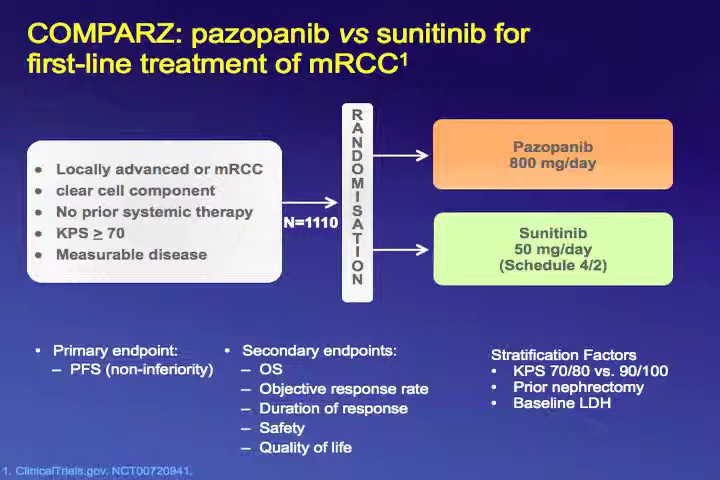 COMPARZ: pazopanib vs sunitinib for
first-line treatment of mRCC¹
• Locally advanced or mRCC
• clear cell component
• No prior systemic therapy
• KPS ≥ 70
• Measurable disease
N=1110
RANDOMISATION
Pazopanib
800 mg/day
Sunitinib
50 mg/day
(Schedule 4/2)
• Primary endpoint:
– PFS (non-inferiority)
• Secondary endpoints:
– OS
– Objective response rate
– Duration of response
– Safety
– Quality of life
Stratification Factors
• KPS 70/80 vs. 90/100
• Prior nephrectomy
• Baseline LDH
1. ClinicalTrials.gov. NCT00720941.